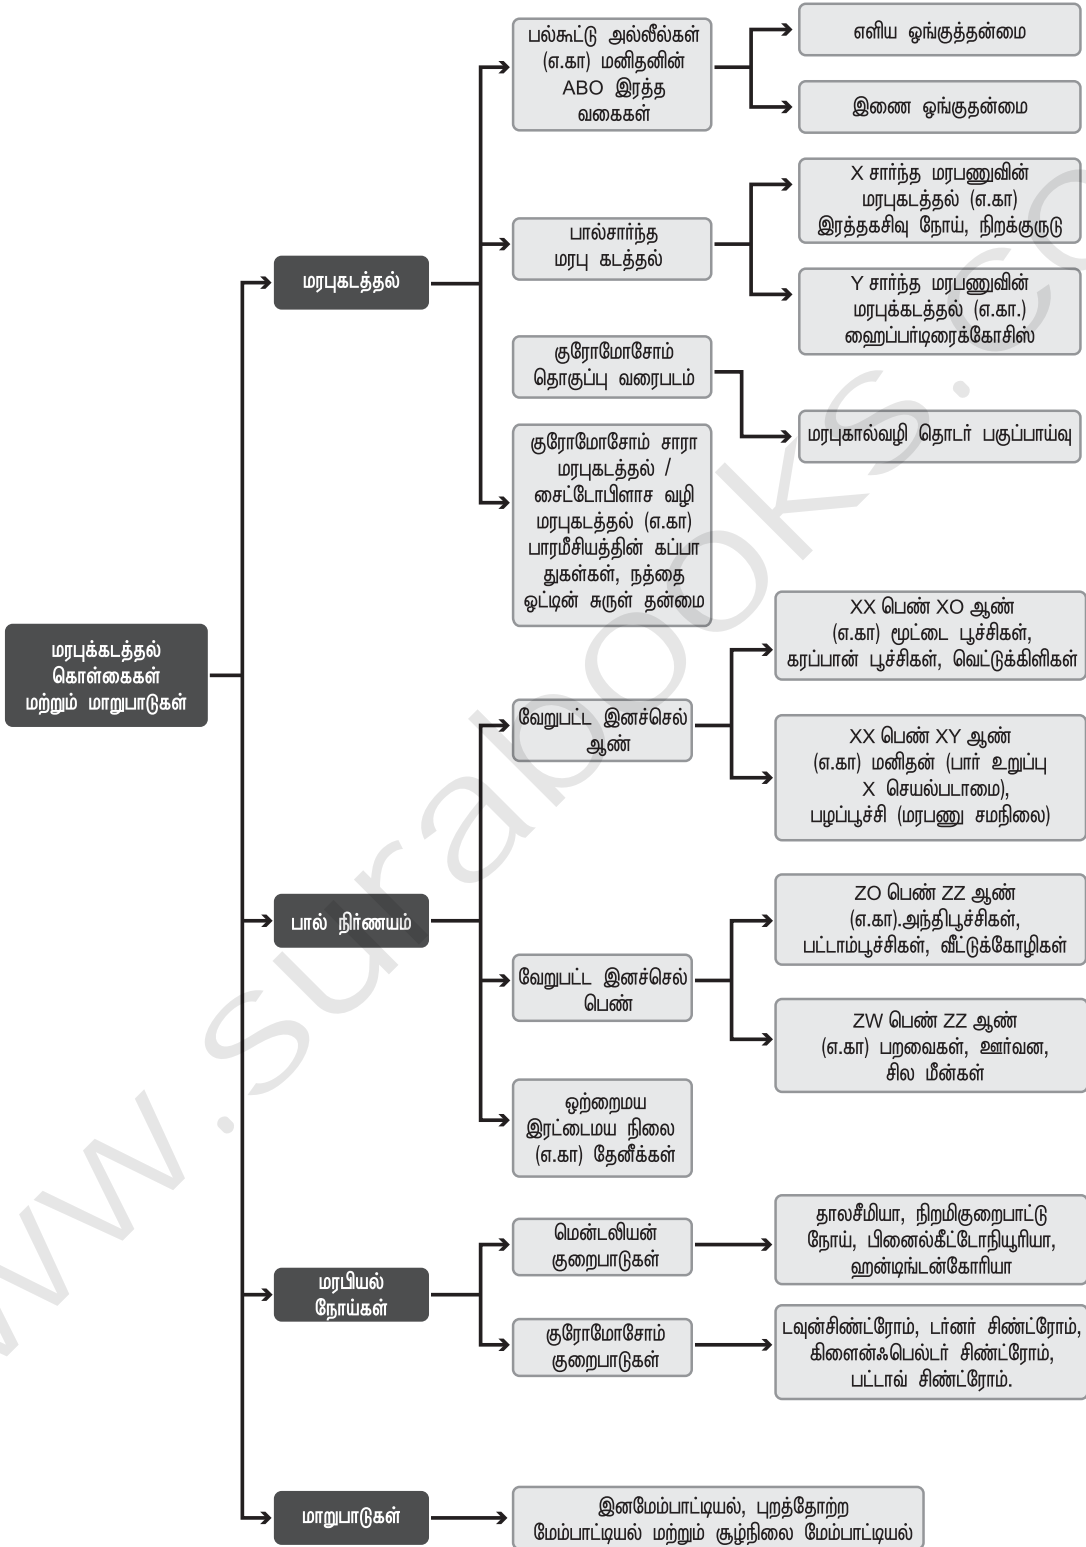 மரபுக்கடத்தல்
கொள்கைகள்
மற்றும் மாறுபாடுகள்
மரபுகடத்தல்
பல்கூட்டு அல்லீல்கள்
(எ.கா) மனிதனின்
ABO இரத்த
வகைகள்
எளிய ஒங்குத்தன்மை
இணை ஒங்குதன்மை
பால்சார்ந்த
மரபு கடத்தல்
X சார்ந்த மரபணுவின்
மரபுகடத்தல் (எ.கா)
இரத்தகசிவு நோய், நிறக்குருடு
Y சார்ந்த மரபணுவின்
மரபுக்கடத்தல் (எ.கா.)
ஹைப்பர்டிரைக்கோசிஸ்
குரோமோசோம்
தொகுப்பு வரைபடம்
மரபுகால்வழி தொடர் பகுப்பாய்வு
குரோமோசோம் சாரா
மரபுகடத்தல் /
சைட்டோபிளாச வழி
மரபுகடத்தல் (எ.கா)
பாரமீசியத்தின் கப்பா
துகள்கள், நத்தை
ஒட்டின் சுருள் தன்மை
பால் நிர்ணயம்
வேறுபட்ட இனச்செல்
ஆண்
XX பெண் XO ஆண்
(எ.கா) மூட்டை பூச்சிகள்,
கரப்பான் பூச்சிகள், வெட்டுக்கிளிகள்
XX பெண் XY ஆண்
(எ.கா) மனிதன் (பார் உறுப்பு
X செயல்படாமை),
பழப்பூச்சி (மரபணு சமநிலை)
வேறுபட்ட இனச்செல்
பெண்
ZO பெண் ZZ ஆண்
(எ.கா).அந்திபூச்சிகள்,
பட்டாம்பூச்சிகள், வீட்டுக்கோழிகள்
ZW பெண் ZZ ஆண்
(எ.கா) பறவைகள், ஊர்வன,
சில மீன்கள்
ஒற்றைமய
இரட்டைமய நிலை
(எ.கா) தேனீக்கள்
மரபியல்
நோய்கள்
மென்டலியன்
குறைபாடுகள்
தாலசீமியா, நிறமிகுறைபாட்டு
நோய், பினைல்கீட்டோநியூரியா,
ஹன்டிங்டன்கோரியா
குரோமோசோம்
குறைபாடுகள்
டவுன்சிண்ட்ரோம், டர்னர் சிண்ட்ரோம்,
கிளைன்ஃபெல்டர் சிண்ட்ரோம்,
பட்டாவ் சிண்ட்ரோம்.
மாறுபாடுகள்
இனமேம்பாட்டியல், புறத்தோற்ற
மேம்பாட்டியல் மற்றும் சூழ்நிலை மேம்பாட்டியல்
www.surabooks.co